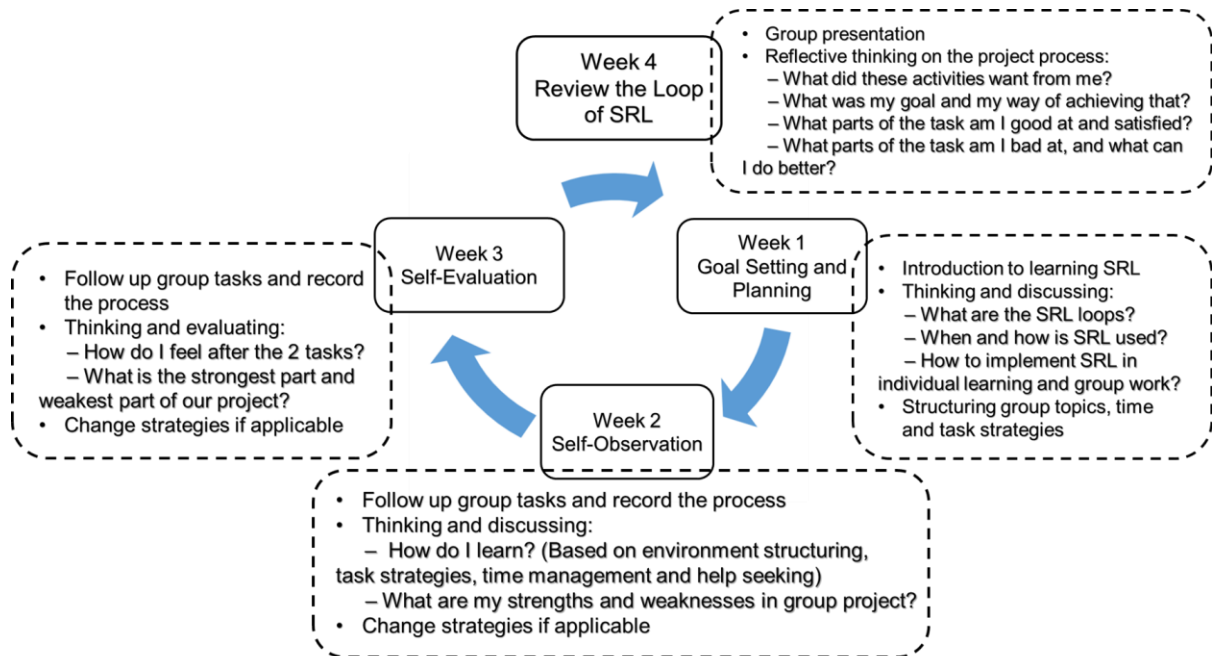 Week 4
Review the Loop
of SRL
• Group presentation
• Reflective thinking on the project process:
– What did these activities want from me?
– What was my goal and my way of achieving that?
– What parts of the task am I good at and satisfied?
– What parts of the task am I bad at, and what can
I do better?
Week 1
Goal Setting and
Planning
• Introduction to learning SRL
• Thinking and discussing:
– What are the SRL loops?
– When and how is SRL used?
– How to implement SRL in
individual learning and group work?
• Structuring group topics, time
and task strategies
Week 2
Self-Observation
• Follow up group tasks and record the process
• Thinking and discussing:
– How do I learn? (Based on environment structuring,
task strategies, time management and help seeking)
– What are my strengths and weaknesses in group project?
• Change strategies if applicable
Week 3
Self-Evaluation
• Follow up group tasks and record
the process
• Thinking and evaluating:
– How do I feel after the 2 tasks?
– What is the strongest part and
weakest part of our project?
• Change strategies if applicable